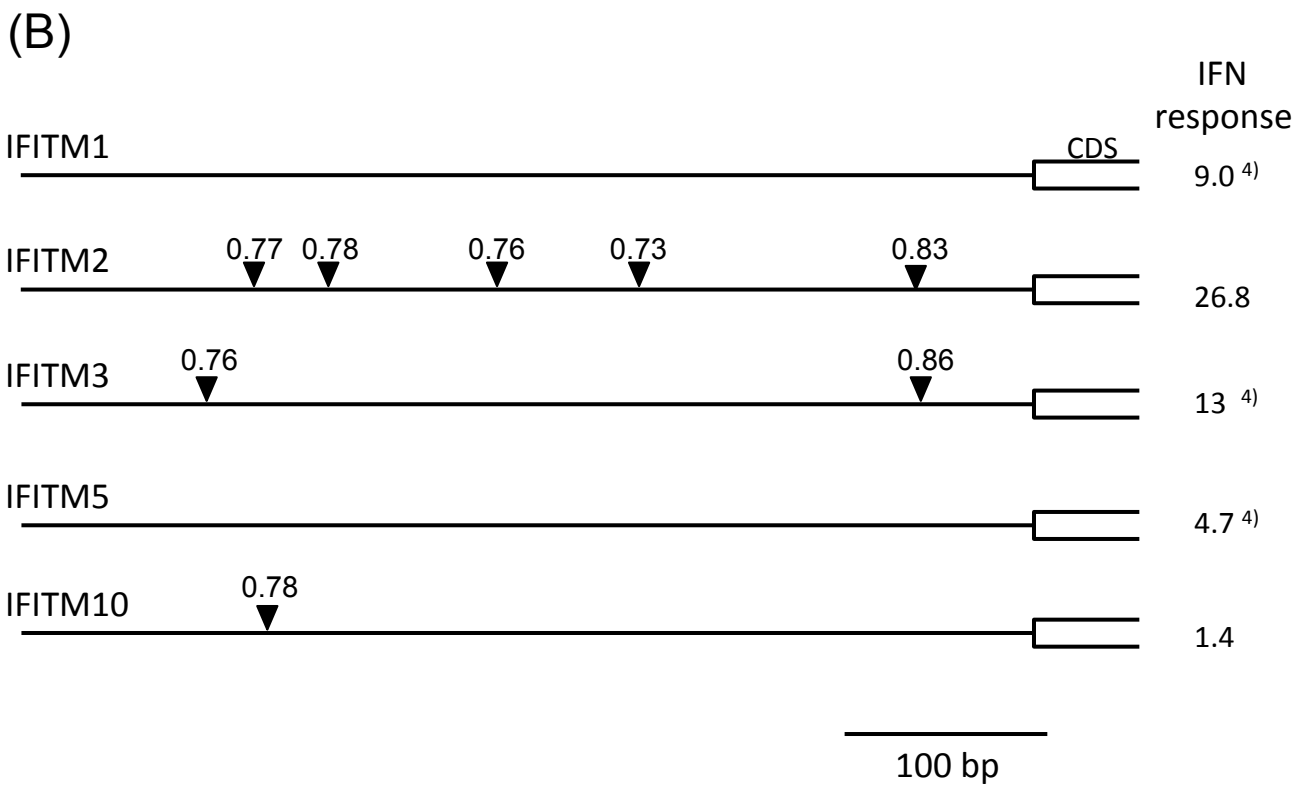 (B)
IFN
response
IFITM1
CDS
9.0 4)
IFITM2
0.77 0.78 0.76 0.73 0.83
26.8
IFITM3
0.76 0.86
13 4)
IFITM5
4.7 4)
IFITM10
0.78
1.4
100 bp